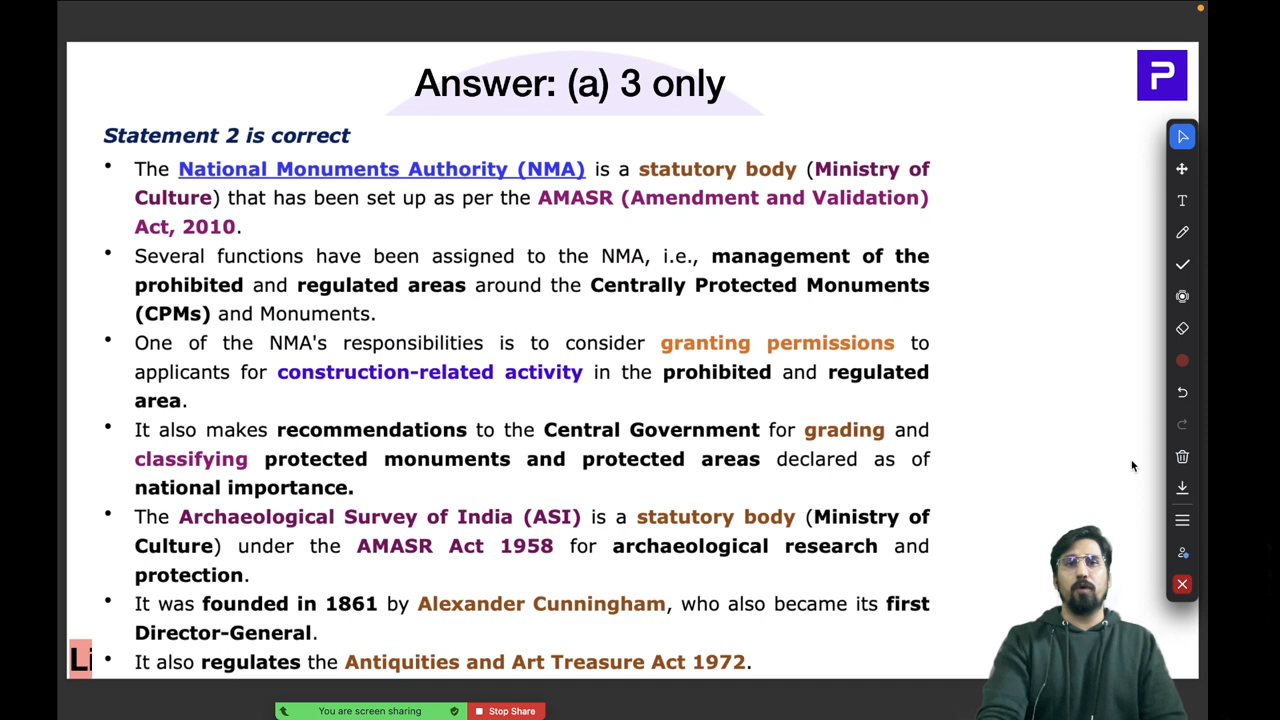 Answer: (a) 3 only
P
Statement 2 is correct
• The National Monuments Authority (NMA) is a statutory body (Ministry of
Culture) that has been set up as per the AMASR (Amendment and Validation)
Act, 2010.
• Several functions have been assigned to the NMA, i.e., management of the
prohibited and regulated areas around the Centrally Protected Monuments
(CPMs) and Monuments.
• One of the NMA's responsibilities is to consider granting permissions to
applicants for construction-related activity in the prohibited and regulated
area.
• It also makes recommendations to the Central Government for grading and
classifying protected monuments and protected areas declared as of
national importance.
• The Archaeological Survey of India (ASI) is a statutory body (Ministry of
Culture) under the AMASR Act 1958 for archaeological research and
protection.
• It was founded in 1861 by Alexander Cunningham, who also became its first
Director-General.
• It also regulates the Antiquities and Art Treasure Act 1972.
Li
T
You are screen sharing
Stop Share